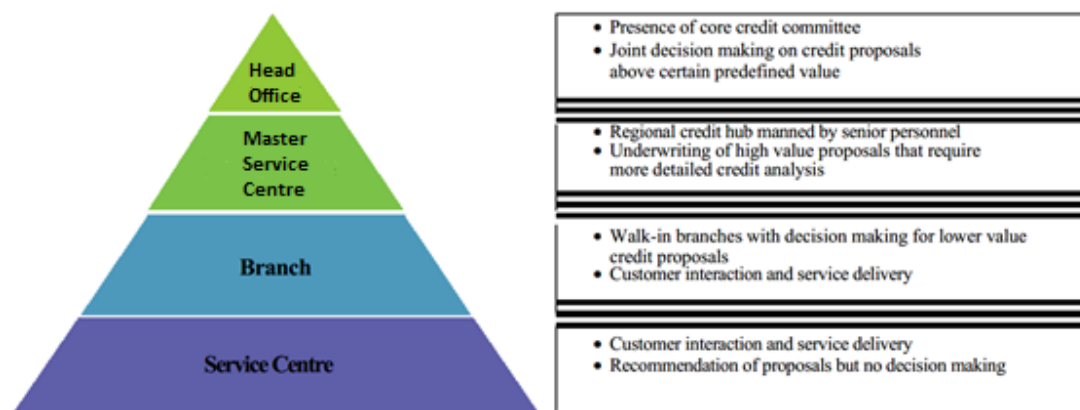 Head
Office
• Presence of core credit committee
• Joint decision making on credit proposals
above certain predefined value
Master
Service
Centre
• Regional credit hub manned by senior personnel
• Underwriting of high value proposals that require
more detailed credit analysis
Branch
• Walk-in branches with decision making for lower value
credit proposals
• Customer interaction and service delivery
Service Centre
• Customer interaction and service delivery
• Recommendation of proposals but no decision making